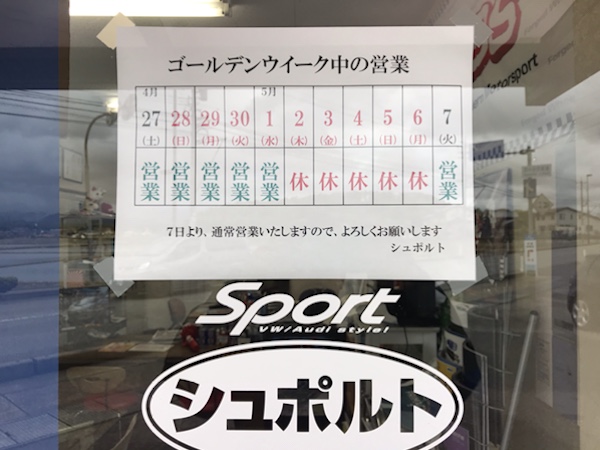 ゴールデンウイーク中の営業
4月 5月
27 28 29 30 1 2 3 4 5 6 7
(土) (日) (月) (火) (水) (木) (金) (土) (日) (月) (火)
営業 営業 営業 営業 営業 休 休 休 休 休 営業
7日より、通常営業いたしますので、よろしくお願いします
シュポルト
Sport
VW/Audi style!
シュポルト